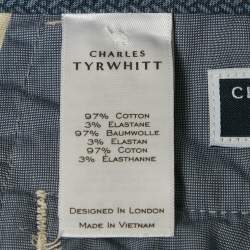 CHARLES
TYRWHITT
97% COTTON
3% ELASTANE
97% BAUMWOLLE
3% ELASTAN
97% COTON
3% ELASTHANNE
DESIGNED IN LONDON
MADE IN VIETNAM